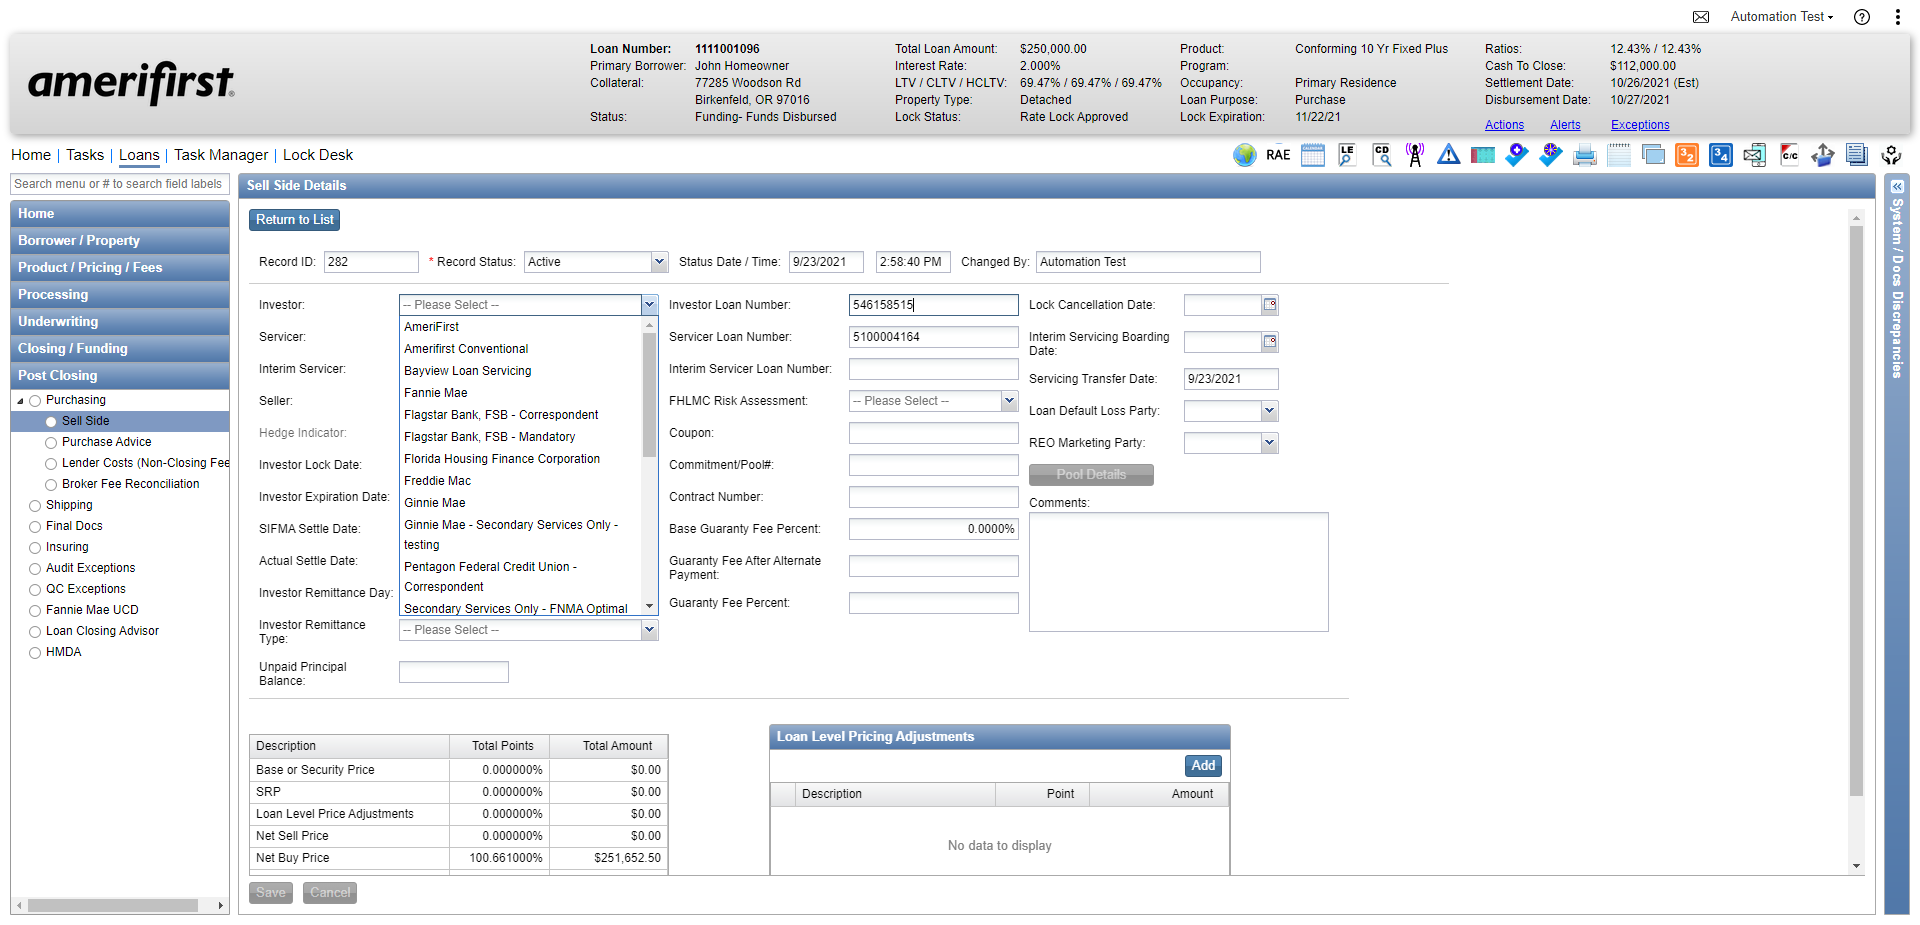 Automation Test
amerifirst
Loan Number: 1111001096
Primary Borrower: John Homeowner
Collateral: 77285 Woodson Rd
Birkenfeld, OR 97016
Status: Funding- Funds Disbursed
Total Loan Amount: $250,000.00
Interest Rate: 2.000%
LTV / CLTV / HCLTV: 69.47% / 69.47% / 69.47%
Property Type: Detached
Lock Status: Rate Lock Approved
Product: Conforming 10 Yr Fixed Plus
Program:
Occupancy: Primary Residence
Loan Purpose: Purchase
Lock Expiration: 11/22/21
Ratios: 12.43% / 12.43%
Cash To Close: $112,000.00
Settlement Date: 10/26/2021 (Est)
Disbursement Date: 10/27/2021
Actions Alerts Exceptions
Home | Tasks | Loans | Task Manager | Lock Desk
RAE LE CD 3 2 3 4 C/C
Search menu or # to search field labels
Home
Borrower / Property
Product / Pricing / Fees
Processing
Underwriting
Closing / Funding
Post Closing
Purchasing
Sell Side
Purchase Advice
Lender Costs (Non-Closing Fee
Broker Fee Reconciliation
Shipping
Final Docs
Insuring
Audit Exceptions
QC Exceptions
Fannie Mae UCD
Loan Closing Advisor
HMDA
Sell Side Details
Return to List
Record ID: 282 * Record Status: Active Status Date / Time: 9/23/2021 2:58:40 PM Changed By: Automation Test
Investor: -- Please Select --
AmeriFirst
Amerifirst Conventional
Bayview Loan Servicing
Fannie Mae
Flagstar Bank, FSB - Correspondent
Flagstar Bank, FSB - Mandatory
Florida Housing Finance Corporation
Freddie Mac
Ginnie Mae
Ginnie Mae - Secondary Services Only -
testing
Pentagon Federal Credit Union -
Correspondent
Secondary Services Only - FNMA Optimal
Servicer:
Interim Servicer:
Seller:
Hedge Indicator:
Investor Lock Date:
Investor Expiration Date:
SIFMA Settle Date:
Actual Settle Date:
Investor Remittance Day:
Investor Remittance
Type: -- Please Select --
Unpaid Principal
Balance:
Investor Loan Number: 546158515
Servicer Loan Number: 5100004164
Interim Servicer Loan Number:
FHLMC Risk Assessment: -- Please Select --
Coupon:
Commitment/Pool#:
Contract Number:
Base Guaranty Fee Percent: 0.0000%
Guaranty Fee After Alternate
Payment:
Guaranty Fee Percent:
Lock Cancellation Date:
Interim Servicing Boarding
Date:
Servicing Transfer Date: 9/23/2021
Loan Default Loss Party:
REO Marketing Party:
Pool Details
Comments:
Description Total Points Total Amount
Base or Security Price 0.000000% $0.00
SRP 0.000000% $0.00
Loan Level Price Adjustments 0.000000% $0.00
Net Sell Price 0.000000% $0.00
Net Buy Price 100.661000% $251,652.50
Loan Level Pricing Adjustments
Add
Description Point Amount
No data to display
Save Cancel
System / Docs Discrepancies